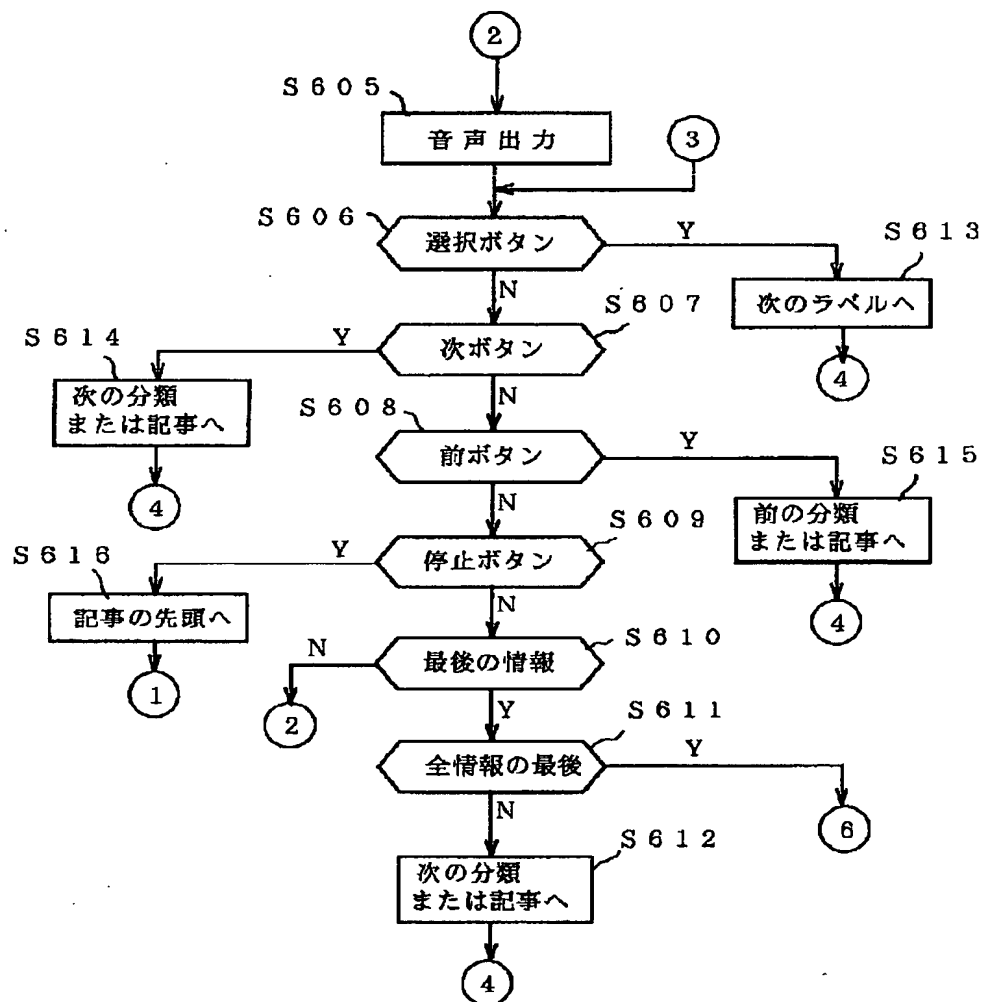 ②
S605
音声出力
③
S606
選択ボタン
Y
S613
次のラベルへ
④
N
S607
次ボタン
Y
S614
次の分類
または記事へ
④
N
S608
前ボタン
Y
S615
前の分類
または記事へ
④
N
S609
停止ボタン
Y
S616
記事の先頭へ
①
N
S610
最後の情報
N
②
Y
S611
全情報の最後
Y
⑥
N
S612
次の分類
または記事へ
④